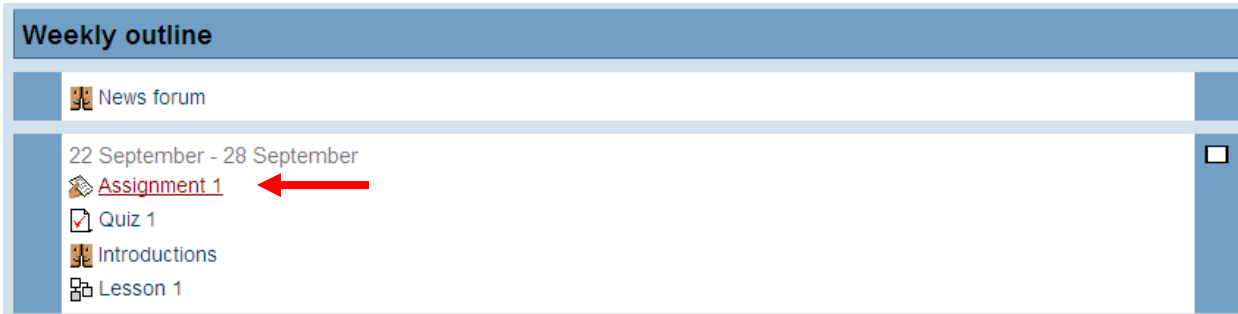 Weekly outline
News forum
22 September - 28 September
Assignment 1
Quiz 1
Introductions
Lesson 1